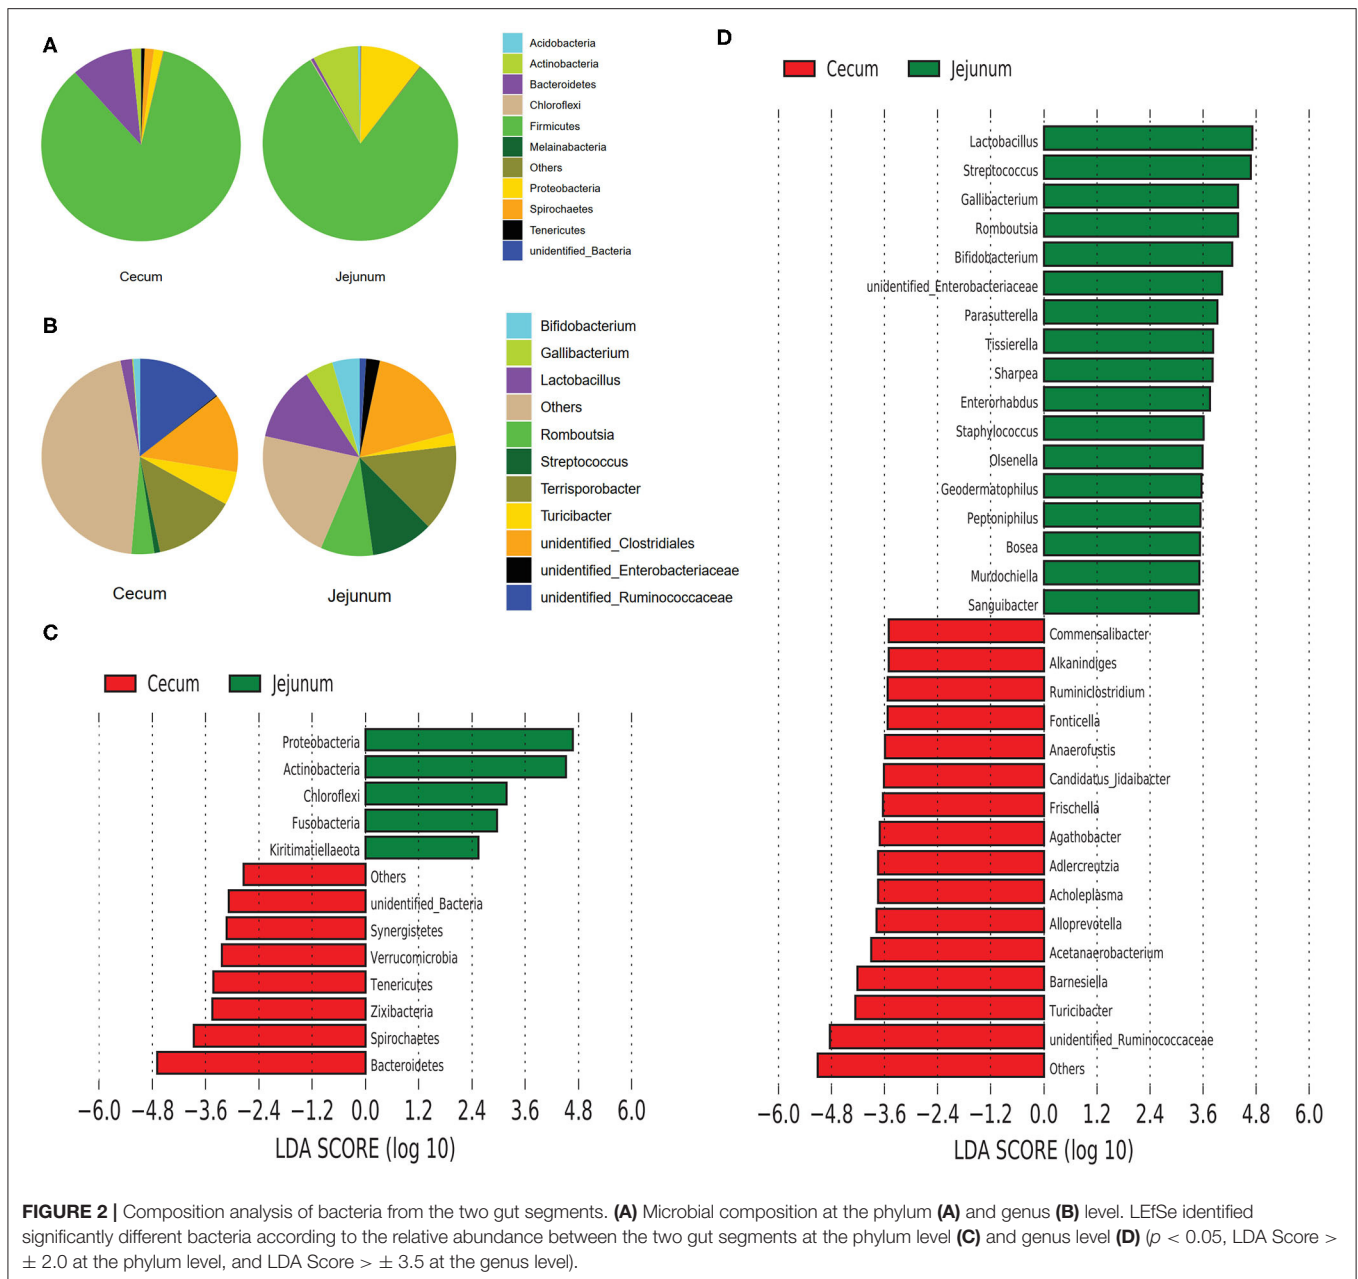 A
Acidobacteria
Actinobacteria
Bacteroidetes
Chloroflexi
Firmicutes
Melainabacteria
Others
Proteobacteria
Spirochaetes
Tenericutes
unidentified_Bacteria
Cecum
Jejunum
B
Bifidobacterium
Gallibacterium
Lactobacillus
Others
Romboutsia
Streptococcus
Terrisporobacter
Turicibacter
unidentified_Clostridiales
unidentified_Enterobacteriaceae
unidentified_Ruminococcaceae
Cecum
Jejunum
C
Cecum
Jejunum
Proteobacteria
Actinobacteria
Chloroflexi
Fusobacteria
Kiritimatiellaeota
Others
unidentified_Bacteria
Synergistetes
Verrucomicrobia
Tenericutes
Zixibacteria
Spirochaetes
Bacteroidetes
−6.0 −4.8 −3.6 −2.4 −1.2 0.0 1.2 2.4 3.6 4.8 6.0
LDA SCORE (log 10)
D
Cecum
Jejunum
Lactobacillus
Streptococcus
Gallibacterium
Romboutsia
Bifidobacterium
unidentified_Enterobacteriaceae
Parasutterella
Tissierella
Sharpea
Enterorhabdus
Staphylococcus
Olsenella
Geodermatophilus
Peptoniphilus
Bosea
Murdochiella
Sanguibacter
Commensalibacter
Alkanindiges
Ruminiclostridium
Fonticella
Anaerofustis
Candidatus_Jidaibacter
Frischella
Agathobacter
Adlercreutzia
Acholeplasma
Alloprevotella
Acetanaerobacterium
Barnesiella
Turicibacter
unidentified_Ruminococcaceae
Others
−6.0 −4.8 −3.6 −2.4 −1.2 0.0 1.2 2.4 3.6 4.8 6.0
LDA SCORE (log 10)
FIGURE 2 | Composition analysis of bacteria from the two gut segments. (A) Microbial composition at the phylum (A) and genus (B) level. LEfSe identified
significantly different bacteria according to the relative abundance between the two gut segments at the phylum level (C) and genus level (D) (p < 0.05, LDA Score >
± 2.0 at the phylum level, and LDA Score > ± 3.5 at the genus level).